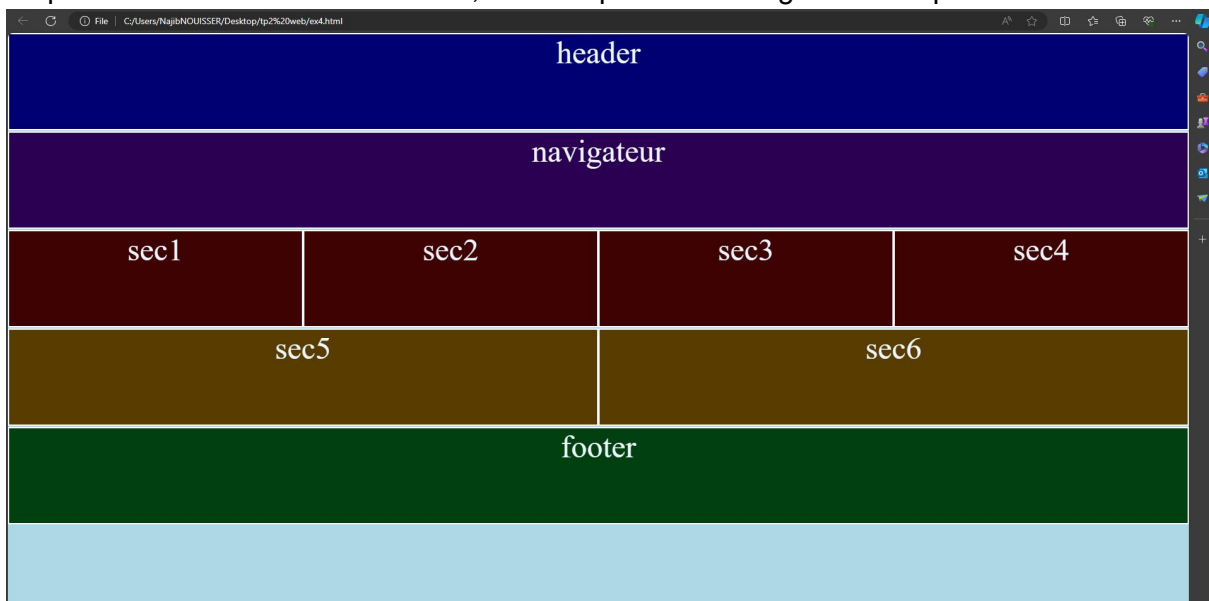 File | C:/Users/NajibNOUISSER/Desktop/tp2%20web/ex4.html
header
navigateur
sec1 sec2 sec3 sec4
sec5 sec6
footer